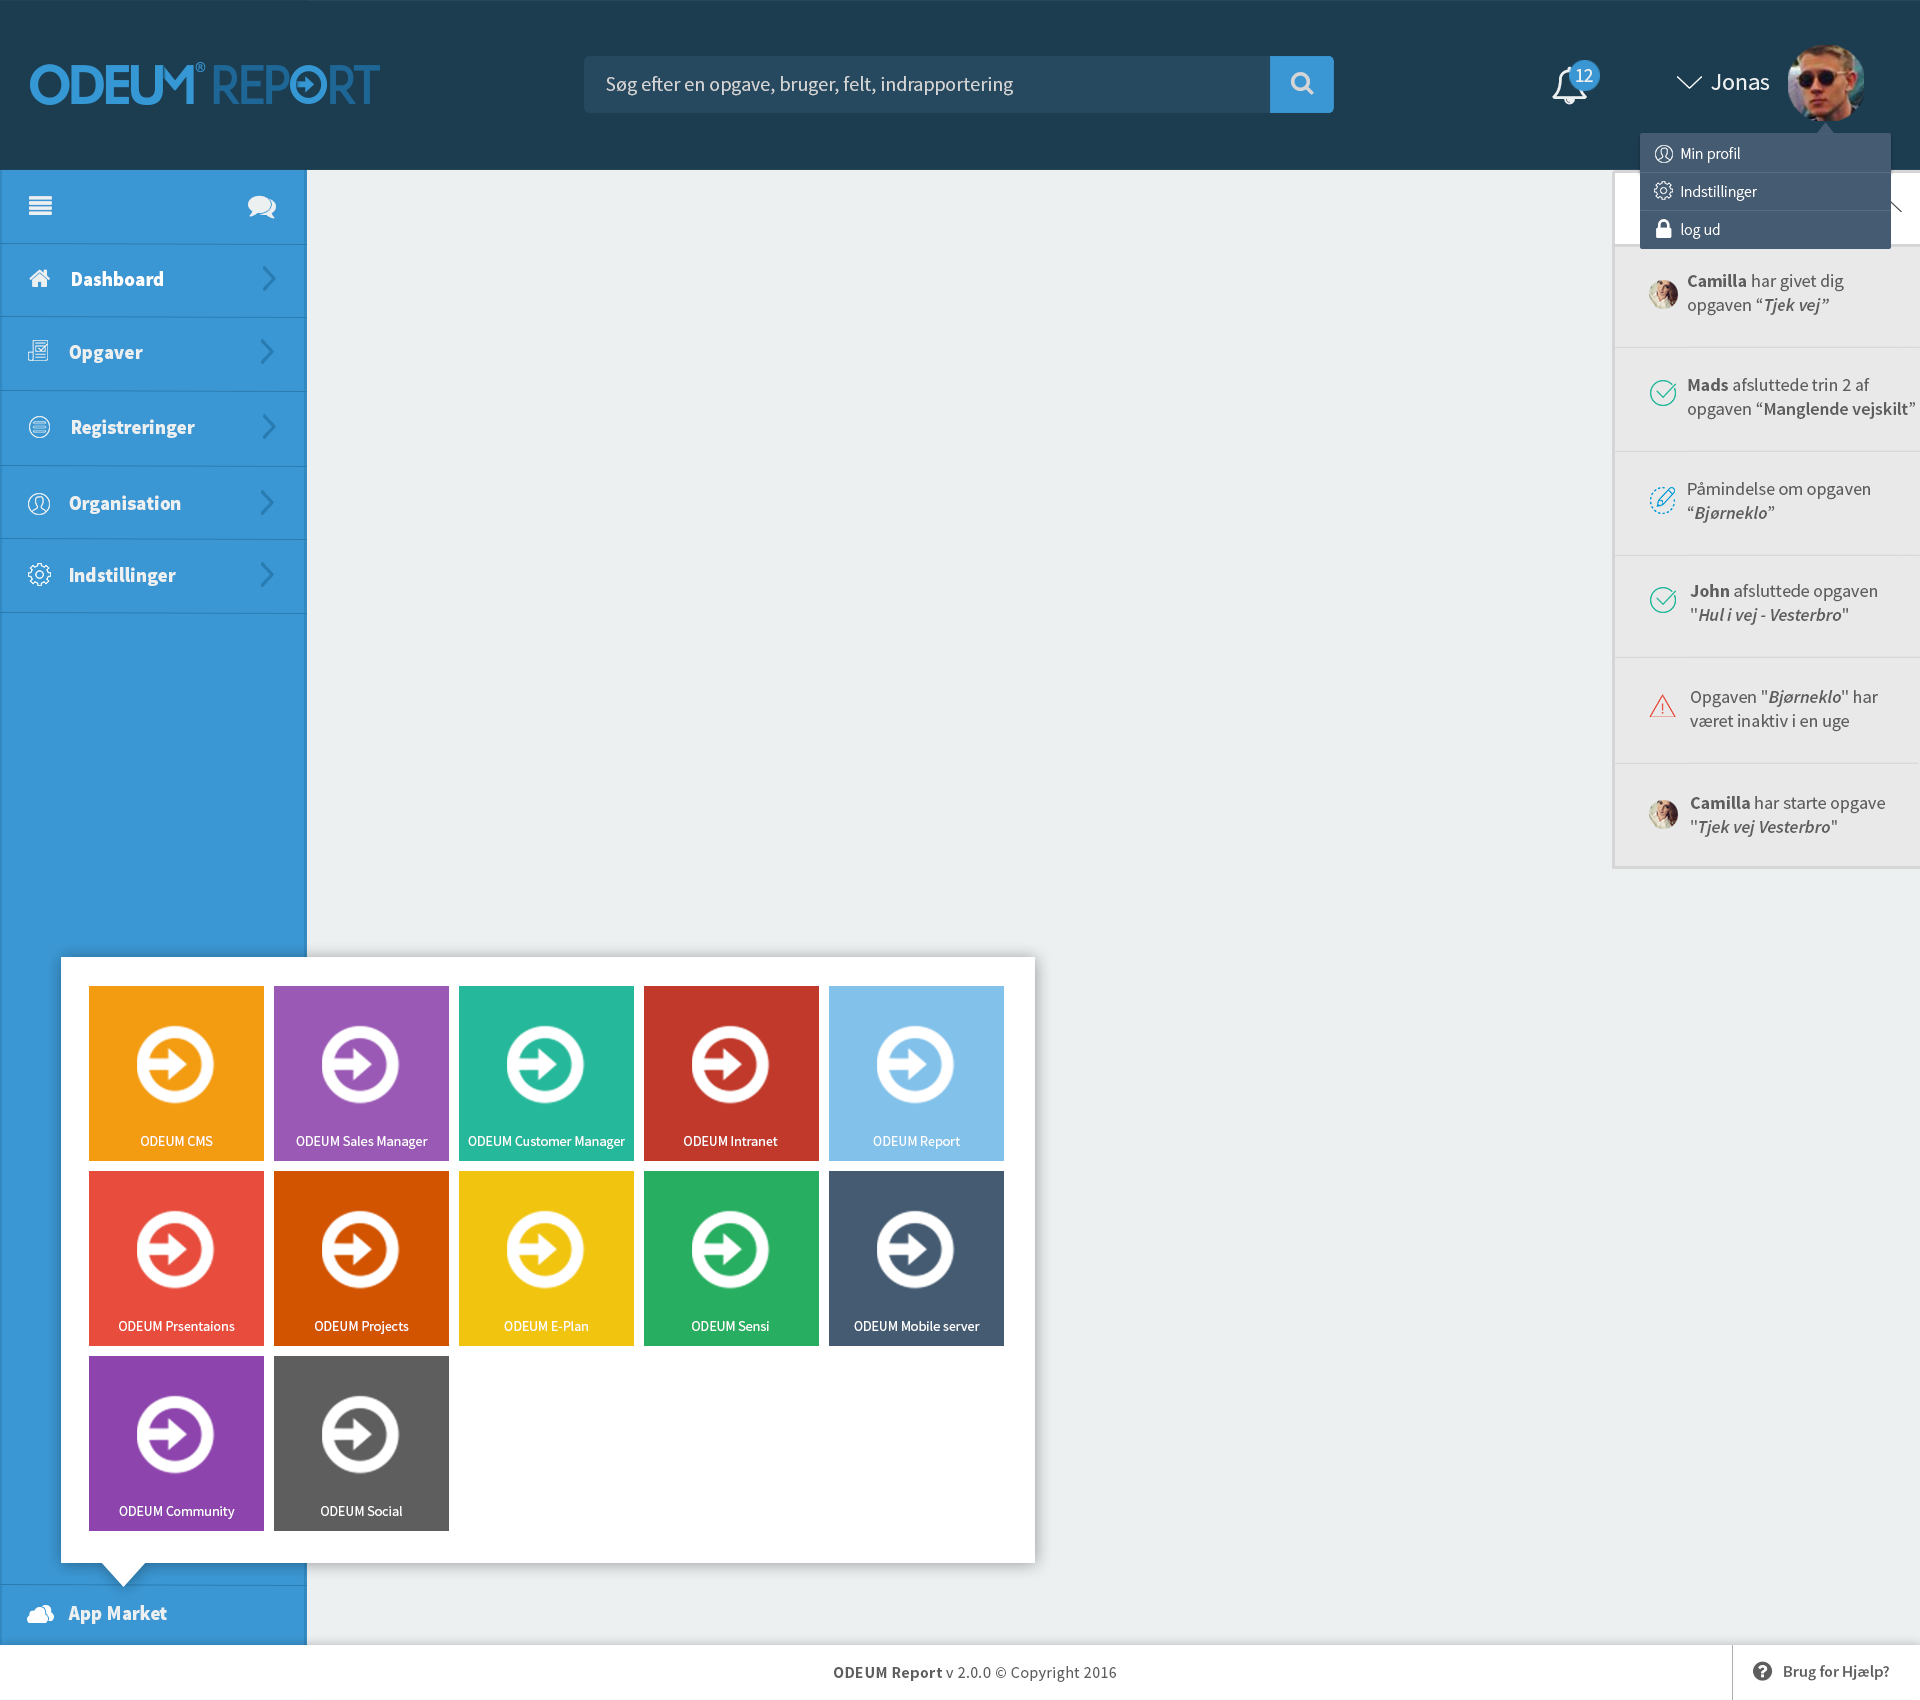 ODEUM® REPORT
Søg efter en opgave, bruger, felt, indrapportering
12
Jonas
Min profil
Indstillinger
log ud
Dashboard
Opgaver
Registreringer
Organisation
Indstillinger
Camilla har givet dig
opgaven “Tjek vej”
Mads afsluttede trin 2 af
opgaven “Manglende vejskilt”
Påmindelse om opgaven
“Bjørneklo”
John afsluttede opgaven
"Hul i vej - Vesterbro"
Opgaven "Bjørneklo" har
været inaktiv i en uge
Camilla har starte opgave
"Tjek vej Vesterbro"
ODEUM CMS
ODEUM Sales Manager
ODEUM Customer Manager
ODEUM Intranet
ODEUM Report
ODEUM Prsentaions
ODEUM Projects
ODEUM E-Plan
ODEUM Sensi
ODEUM Mobile server
ODEUM Community
ODEUM Social
App Market
ODEUM Report v 2.0.0 © Copyright 2016
Brug for Hjælp?